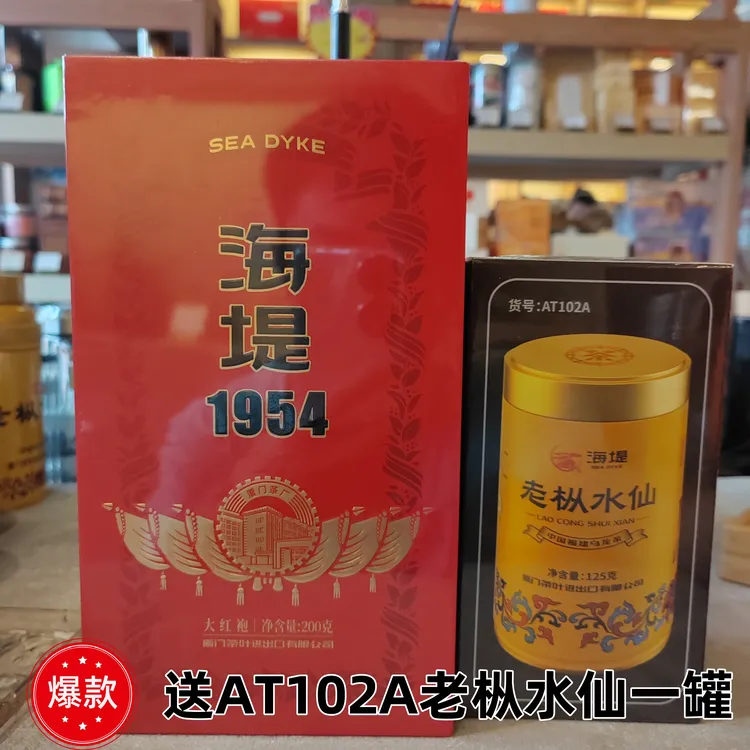 SEA DYKE
海
堤
1954
厦门茶厂
大红袍|净含量:200克
厦门茶叶进出口有限公司
货号:AT102A
海堤
SEA DYKE
老枞水仙
LAO CONG SHUI XIAN
中国福建乌龙茶
净含量:125克
厦门茶叶进出口有限公司
老枞
爆款
送AT102A老枞水仙一罐